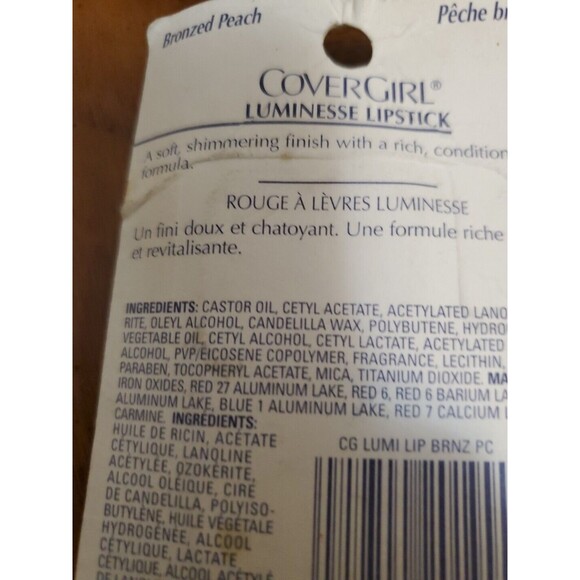 Bronzed Peach
Pêche br
COVERGIRL®
LUMINESSE LIPSTICK
A soft, shimmering finish with a rich, condition
formula.
ROUGE À LÈVRES LUMINESSE
Un fini doux et chatoyant. Une formule riche
et revitalisante.
INGREDIENTS: CASTOR OIL, CETYL ACETATE, ACETYLATED LANO
RITE, OLEYL ALCOHOL, CANDELILLA WAX, POLYBUTENE, HYDRO
VEGETABLE OIL, CETYL ALCOHOL, CETYL LACTATE, ACETYLATED
ALCOHOL, PVP/EICOSENE COPOLYMER, FRAGRANCE, LECITHIN,
PARABEN, TOCOPHERYL ACETATE, MICA, TITANIUM DIOXIDE. MA
IRON OXIDES, RED 27 ALUMINUM LAKE, RED 6, RED 6 BARIUM LA
ALUMINUM LAKE, BLUE 1 ALUMINUM LAKE, RED 7 CALCIUM L
CARMINE. INGRÉDIENTS:
HUILE DE RICIN, ACÉTATE
CÉTYLIQUE, LANOLINE
ACÉTYLÉE, OZOKÉRITE,
ALCOOL OLÉIQUE, CIRE
DE CANDELILLA, POLYISO-
BUTYLÈNE, HUILE VÉGÉTALE
HYDROGÉNÉE, ALCOOL
CÉTYLIQUE, LACTATE
CÉTYLIQUE, ALCOOL ACÉTYLÉ
DE LANOL
CG LUMI LIP BRNZ PC